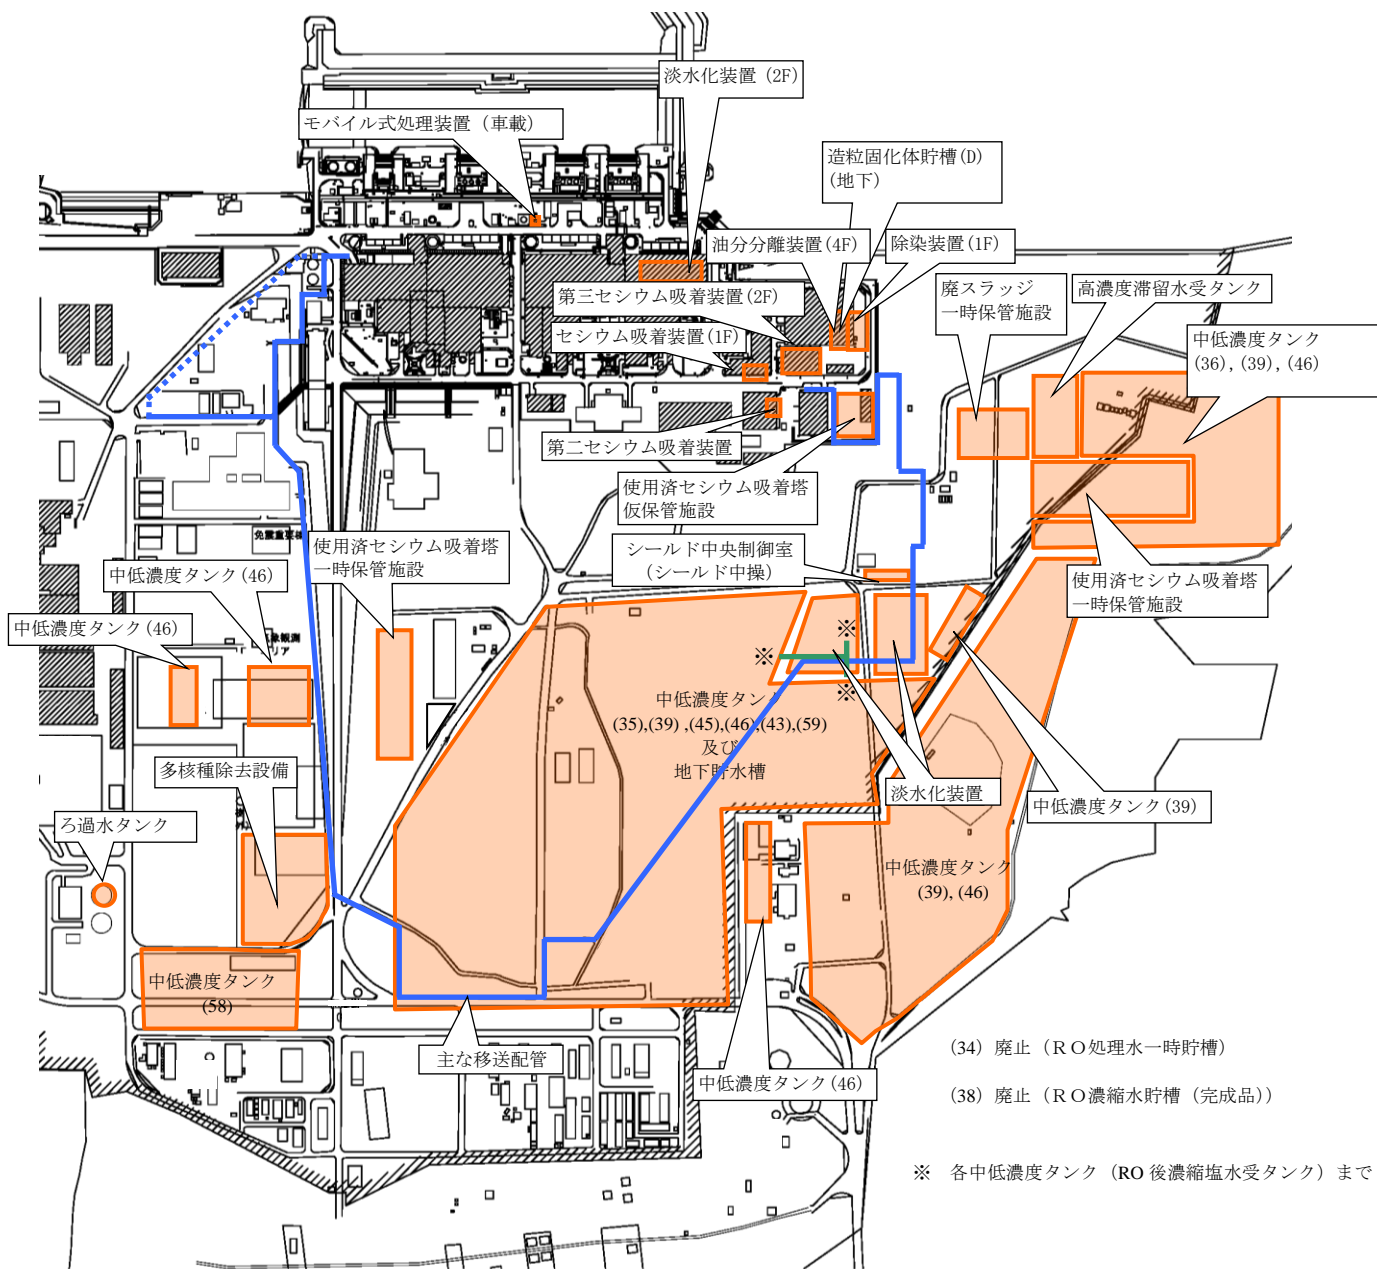 淡水化装置(2F)
モバイル式処理装置（車載）
造粒固化体貯槽(D)
(地下)
油分分離装置(4F)
除染装置(1F)
第三セシウム吸着装置(2F)
セシウム吸着装置(1F)
廃スラッジ
一時保管施設
高濃度滞留水受タンク
中低濃度タンク
(36), (39), (46)
第二セシウム吸着装置
使用済セシウム吸着塔
仮保管施設
免震重要棟
使用済セシウム吸着塔
一時保管施設
シールド中央制御室
（シールド中操）
使用済セシウム吸着塔
一時保管施設
中低濃度タンク(46)
中低濃度タンク(46)
※
※
※
中低濃度タンク
(35),(39) ,(45),(46),(43),(59)
及び
地下貯水槽
多核種除去設備
淡水化装置
中低濃度タンク(39)
ろ過水タンク
中低濃度タンク
(39), (46)
中低濃度タンク
(58)
主な移送配管
中低濃度タンク(46)
(34) 廃止（ＲＯ処理水一時貯槽）
(38) 廃止（ＲＯ濃縮水貯槽（完成品））
※ 各中低濃度タンク（RO 後濃縮塩水受タンク）まで